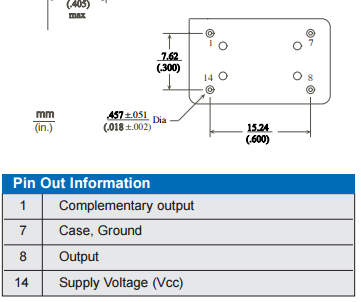 (.405)
max
1
7
7.62
(.300)
14
8
mm
(in.)
.457 ± .051
(.018 ± .002)
Dia
15.24
(.600)
Pin Out Information
1 Complementary output
7 Case, Ground
8 Output
14 Supply Voltage (Vcc)